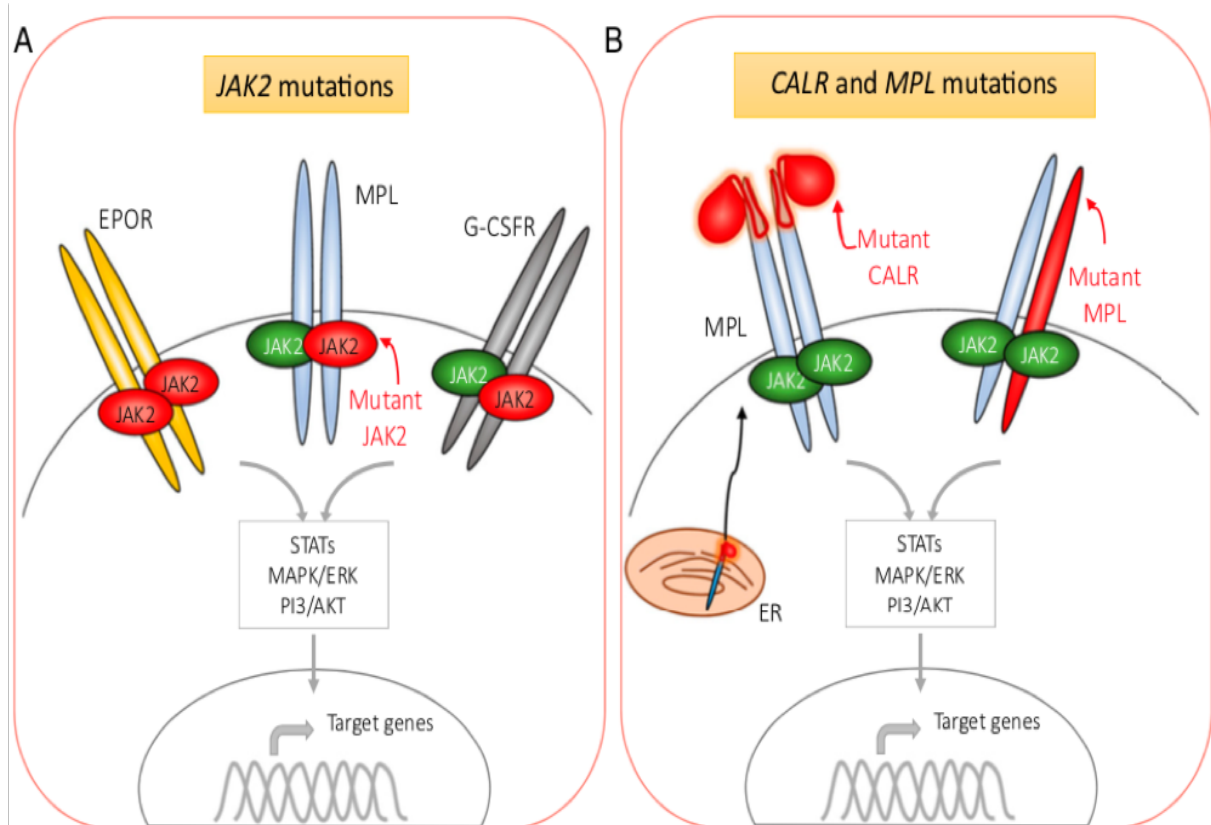 A
JAK2 mutations
EPOR
MPL
G-CSFR
JAK2
JAK2
JAK2
JAK2
JAK2
JAK2
Mutant
JAK2
STATs
MAPK/ERK
PI3/AKT
Target genes
B
CALR and MPL mutations
Mutant
CALR
Mutant
MPL
MPL
JAK2
JAK2
JAK2
JAK2
ER
STATs
MAPK/ERK
PI3/AKT
Target genes